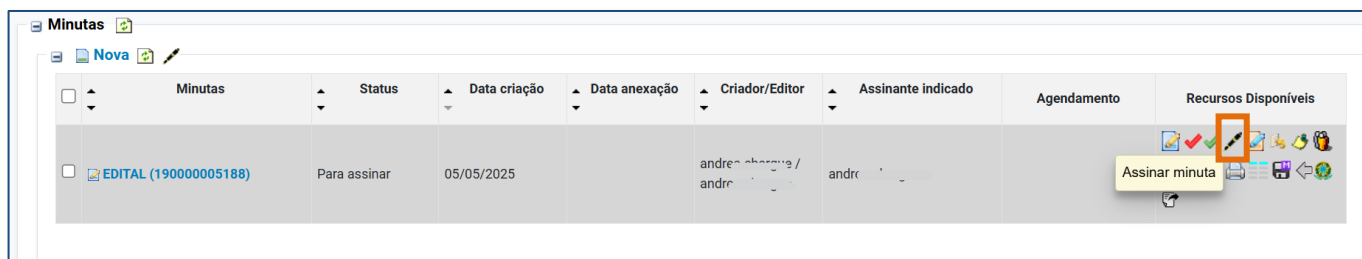 Minutas
Nova
Minutas Status Data criação Data anexação Criador/Editor Assinante indicado Agendamento Recursos Disponíveis
EDITAL (190000005188) Para assinar 05/05/2025
Assinar minuta